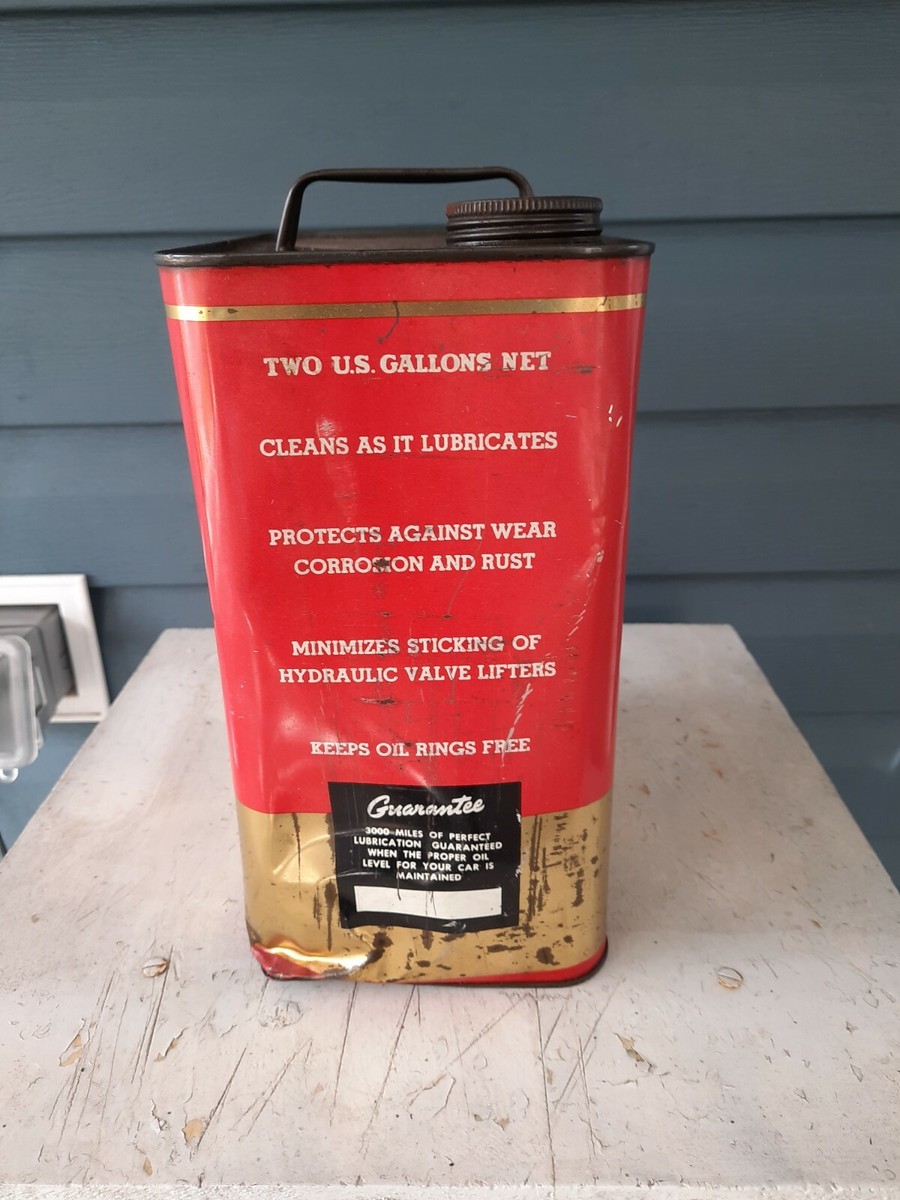 TWO U.S. GALLONS NET
CLEANS AS IT LUBRICATES
PROTECTS AGAINST WEAR
CORROSION AND RUST
MINIMIZES STICKING OF
HYDRAULIC VALVE LIFTERS
KEEPS OIL RINGS FREE
Guarantee
3000 MILES OF PERFECT
LUBRICATION GUARANTEED
WHEN THE PROPER OIL
LEVEL FOR YOUR CAR IS
MAINTAINED